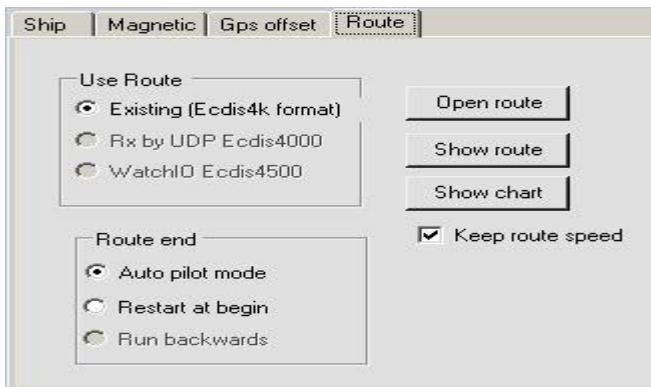 Ship Magnetic Gps offset Route
Use Route
Existing (Ecdis4k format)
Rx by UDP Ecdis4000
WatchIO Ecdis4500
Open route
Show route
Show chart
Keep route speed
Route end
Auto pilot mode
Restart at begin
Run backwards